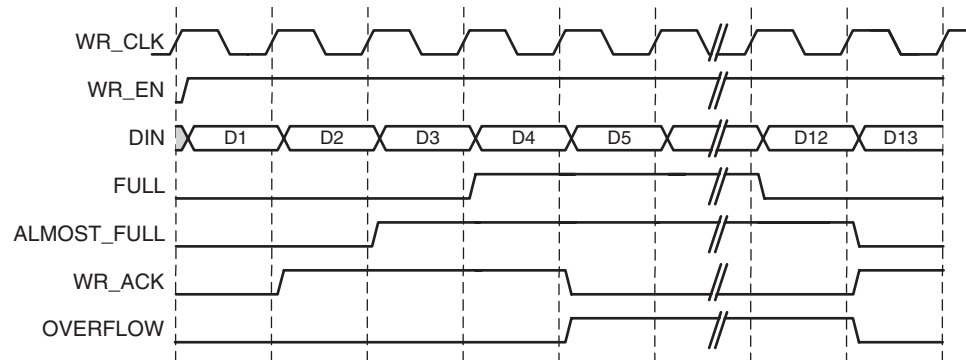 WR_CLK
WR_EN
DIN D1 D2 D3 D4 D5 D12 D13
FULL
ALMOST_FULL
WR_ACK
OVERFLOW